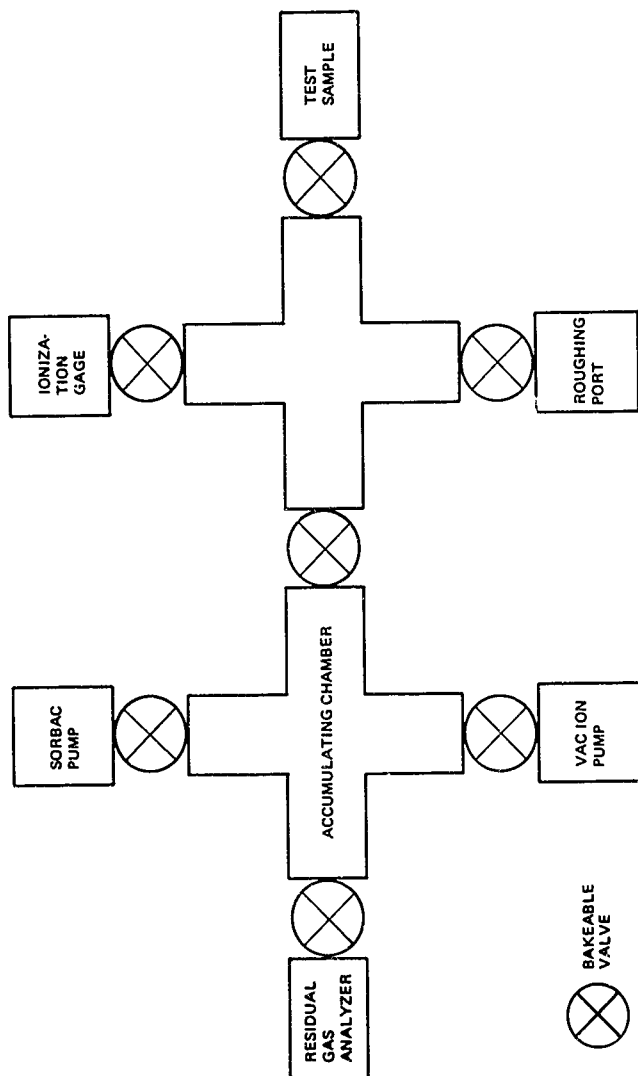 IONIZA-
TION
GAGE
TEST
SAMPLE
ROUGHING
PORT
SORBAC
PUMP
ACCUMULATING CHAMBER
VAC ION
PUMP
RESIDUAL
GAS
ANALYZER
BAKEABLE
VALVE